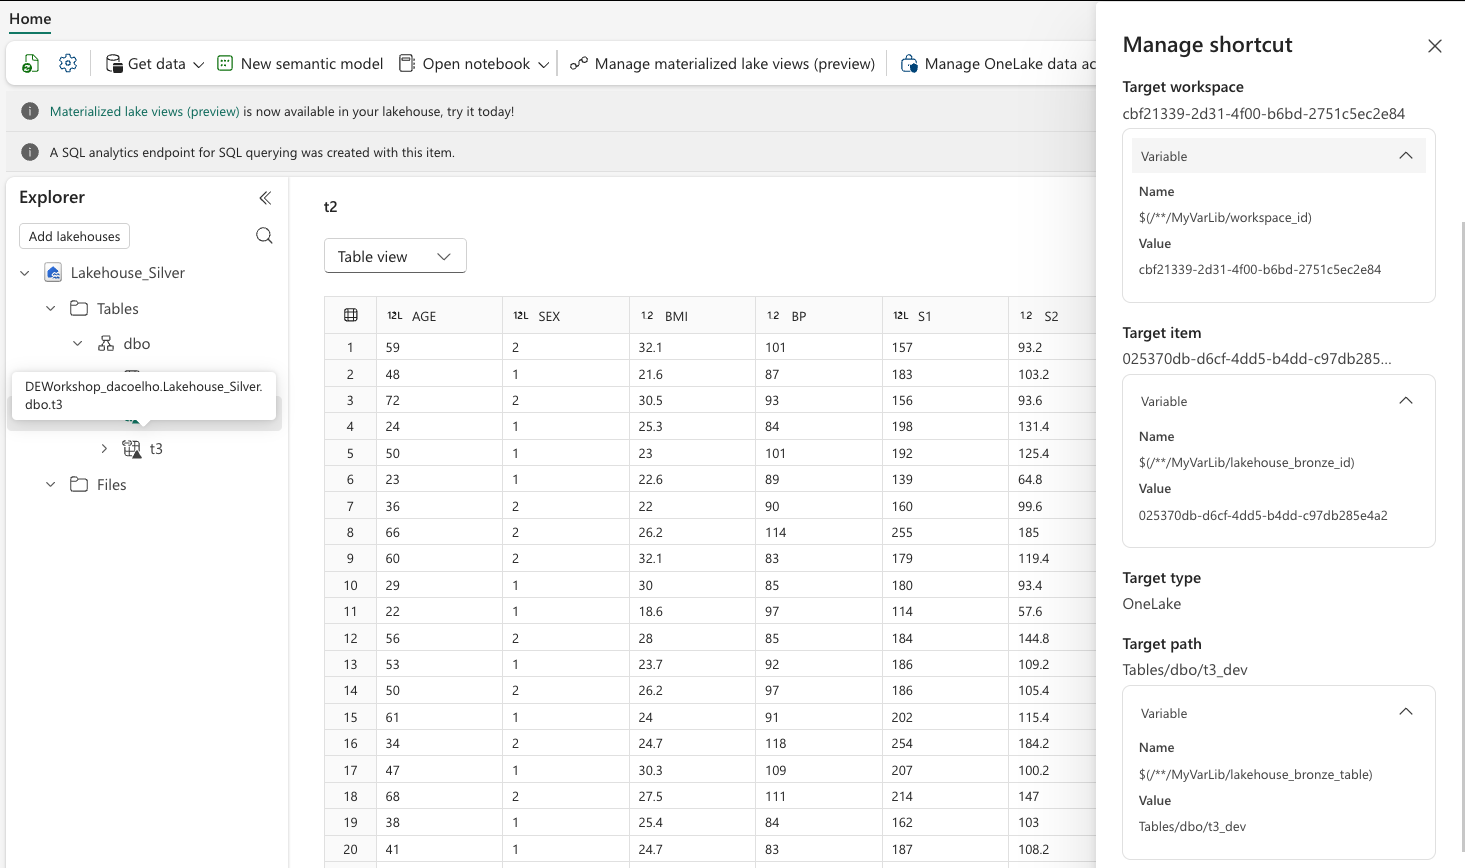 Home
Get data
New semantic model
Open notebook
Manage materialized lake views (preview)
Manage OneLake data ac
Materialized lake views (preview) is now available in your lakehouse, try it today!
A SQL analytics endpoint for SQL querying was created with this item.
Explorer
Add lakehouses
Lakehouse_Silver
Tables
dbo
DEWorkshop_dacoelho.Lakehouse_Silver.
dbo.t3
t3
Files
t2
Table view
12L AGE 12L SEX 1.2 BMI 1.2 BP 12L S1 1.2 S2
1 59 2 32.1 101 157 93.2
2 48 1 21.6 87 183 103.2
3 72 2 30.5 93 156 93.6
4 24 1 25.3 84 198 131.4
5 50 1 23 101 192 125.4
6 23 1 22.6 89 139 64.8
7 36 2 22 90 160 99.6
8 66 2 26.2 114 255 185
9 60 2 32.1 83 179 119.4
10 29 1 30 85 180 93.4
11 22 1 18.6 97 114 57.6
12 56 2 28 85 184 144.8
13 53 1 23.7 92 186 109.2
14 50 2 26.2 97 186 105.4
15 61 1 24 91 202 115.4
16 34 2 24.7 118 254 184.2
17 47 1 30.3 109 207 100.2
18 68 2 27.5 111 214 147
19 38 1 25.4 84 162 103
20 41 1 24.7 83 187 108.2
Manage shortcut
Target workspace
cbf21339-2d31-4f00-b6bd-2751c5ec2e84
Variable
Name
$(/**/MyVarLib/workspace_id)
Value
cbf21339-2d31-4f00-b6bd-2751c5ec2e84
Target item
025370db-d6cf-4dd5-b4dd-c97db285...
Variable
Name
$(/**/MyVarLib/lakehouse_bronze_id)
Value
025370db-d6cf-4dd5-b4dd-c97db285e4a2
Target type
OneLake
Target path
Tables/dbo/t3_dev
Variable
Name
$(/**/MyVarLib/lakehouse_bronze_table)
Value
Tables/dbo/t3_dev